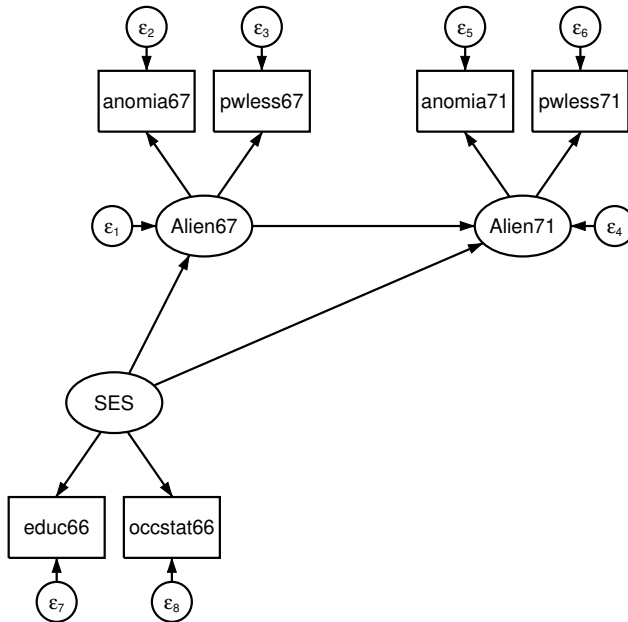 ε2 ε3 ε5 ε6
anomia67 pwless67 anomia71 pwless71
ε1 Alien67 Alien71 ε4
SES
educ66 occstat66
ε7 ε8